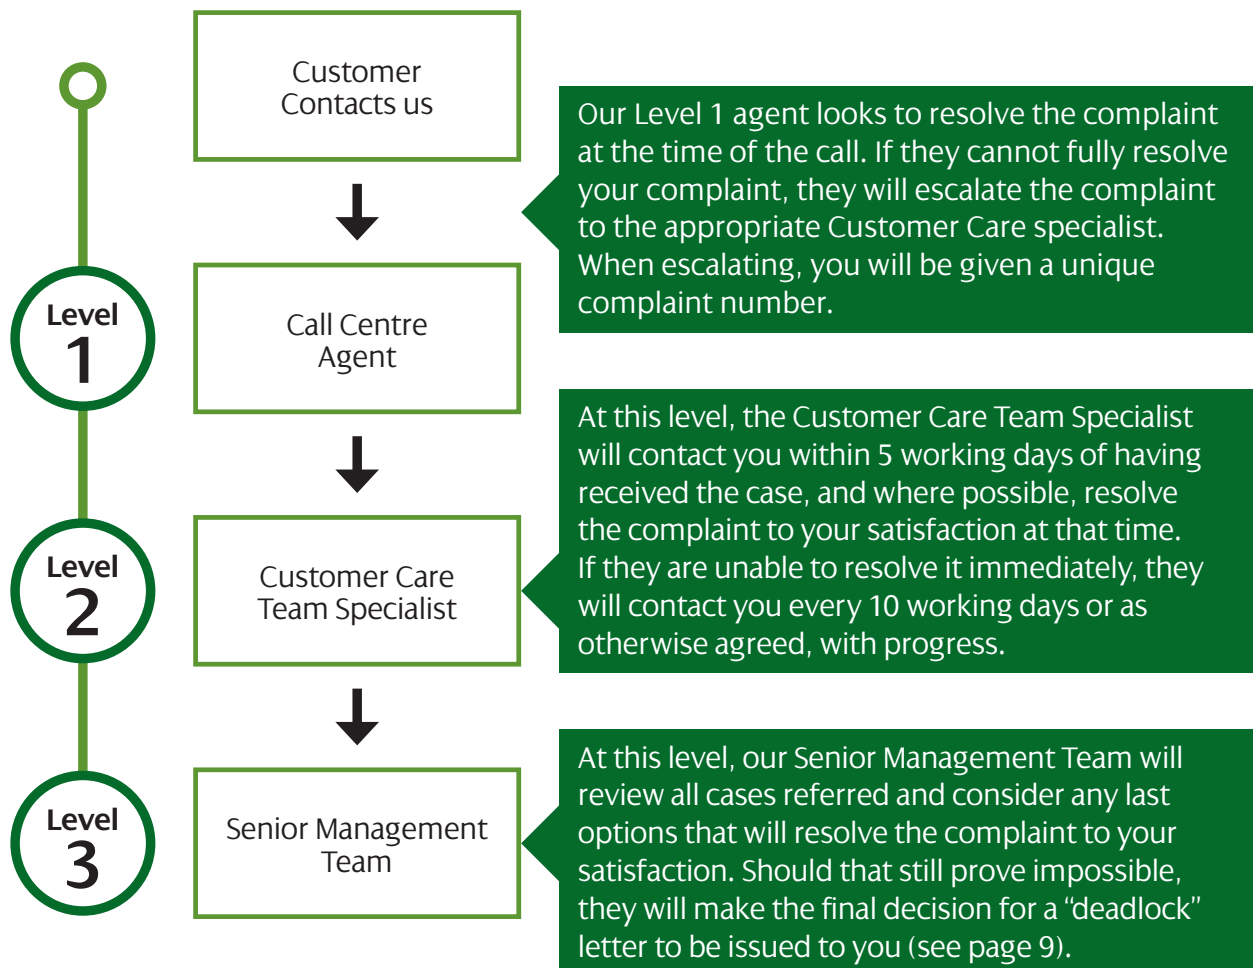 Customer
Contacts us
Our Level 1 agent looks to resolve the complaint
at the time of the call. If they cannot fully resolve
your complaint, they will escalate the complaint
to the appropriate Customer Care specialist.
When escalating, you will be given a unique
complaint number.
Level
1
Call Centre
Agent
At this level, the Customer Care Team Specialist
will contact you within 5 working days of having
received the case, and where possible, resolve
the complaint to your satisfaction at that time.
If they are unable to resolve it immediately, they
will contact you every 10 working days or as
otherwise agreed, with progress.
Level
2
Customer Care
Team Specialist
At this level, our Senior Management Team will
review all cases referred and consider any last
options that will resolve the complaint to your
satisfaction. Should that still prove impossible,
they will make the final decision for a “deadlock”
letter to be issued to you (see page 9).
Level
3
Senior Management
Team